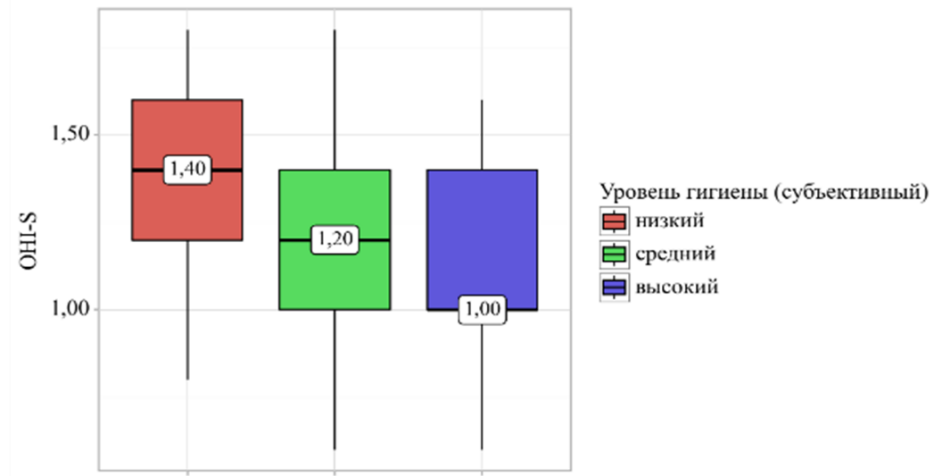 1,50
1,40
1,20
1,00
1,00
OHI-S
Уровень гигиены (субъективный)
низкий
средний
высокий